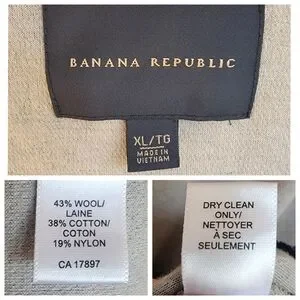 BANANA REPUBLIC
XL/TG
MADE IN
VIETNAM
43% WOOL/
LAINE
38% COTTON/
COTON
19% NYLON
CA 17897
DRY CLEAN
ONLY/
NETTOYER
À SEC
SEULEMENT